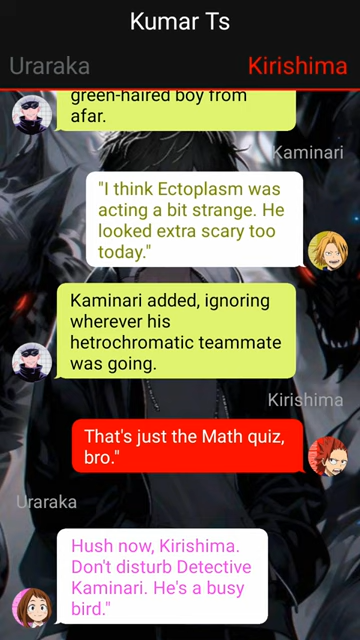 Kumar Ts
Uraraka
Kirishima
green-haired boy from
afar.
Kaminari
"I think Ectoplasm was
acting a bit strange. He
looked extra scary too
today."
Kaminari added, ignoring
wherever his
hetrochromatic teammate
was going.
Kirishima
That's just the Math quiz,
bro."
Uraraka
Hush now, Kirishima.
Don't disturb Detective
Kaminari. He's a busy
bird."